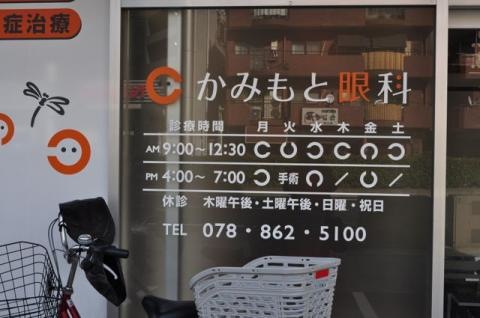 症治療
かみもと眼科
診療時間 月 火 水 木 金 土
AM 9:00～12:30
PM 4:00～ 7:00 手術 / /
休診 木曜午後・土曜午後・日曜・祝日
TEL 078・862・5100